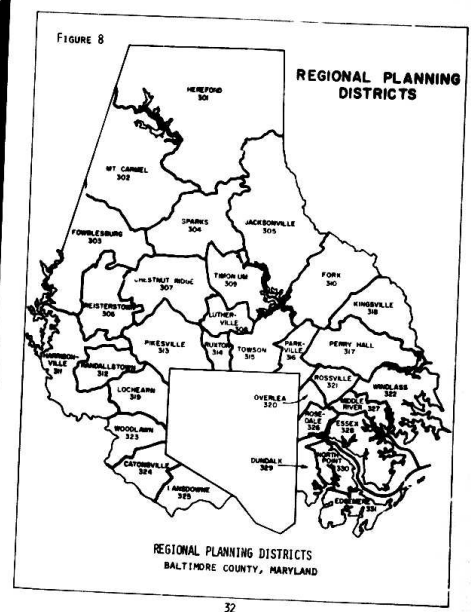 FIGURE 8
REGIONAL PLANNING
DISTRICTS
HEREFORD
301
MT CARMEL
302
SPARKS
304
JACKSONVILLE
305
FOWBLESBURG
303
CHESTNUT RIDGE
307
TIMONIUM
309
FORK
310
REISTERSTOWN
306
LUTHER-
VILLE
308
KINGSVILLE
318
PIKESVILLE
313
RUXTON
314
TOWSON
315
PARK-
VILLE
316
PERRY HALL
317
HARRISON-
VILLE
311
RANDALLSTOWN
312
ROSSVILLE
321
WINDLASS
322
LOCHEARN
319
OVERLEA
320
MIDDLE
RIVER 327
ROSE-
DALE
326
ESSEX
328
WOODLAWN
323
CATONSVILLE
324
DUNDALK
329
NORTH
POINT
330
LANSDOWNE
325
EDGEMERE
331
REGIONAL PLANNING DISTRICTS
BALTIMORE COUNTY, MARYLAND
32